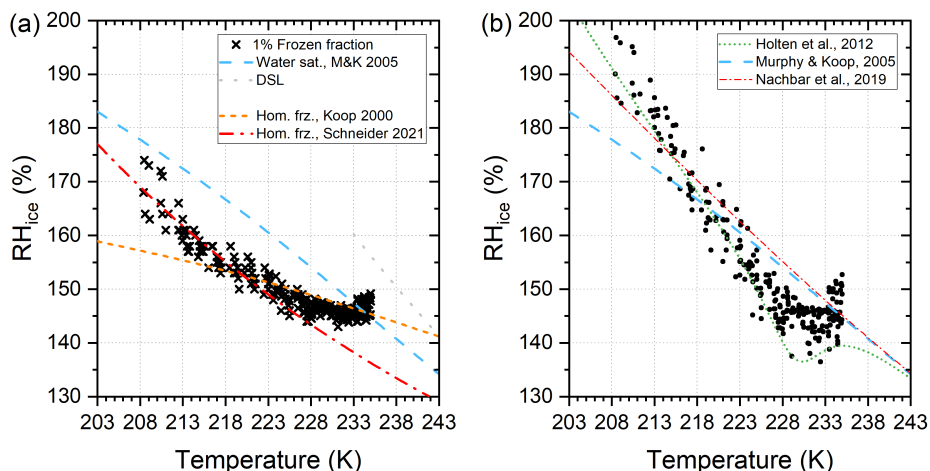 (a)
200
190
180
170
160
150
140
130
RHice (%)
1% Frozen fraction
Water sat., M&K 2005
DSL
Hom. frz., Koop 2000
Hom. frz., Schneider 2021
203 208 213 218 223 228 233 238 243
Temperature (K)
(b)
200
190
180
170
160
150
140
130
RHice (%)
Holten et al., 2012
Murphy & Koop, 2005
Nachbar et al., 2019
203 208 213 218 223 228 233 238 243
Temperature (K)